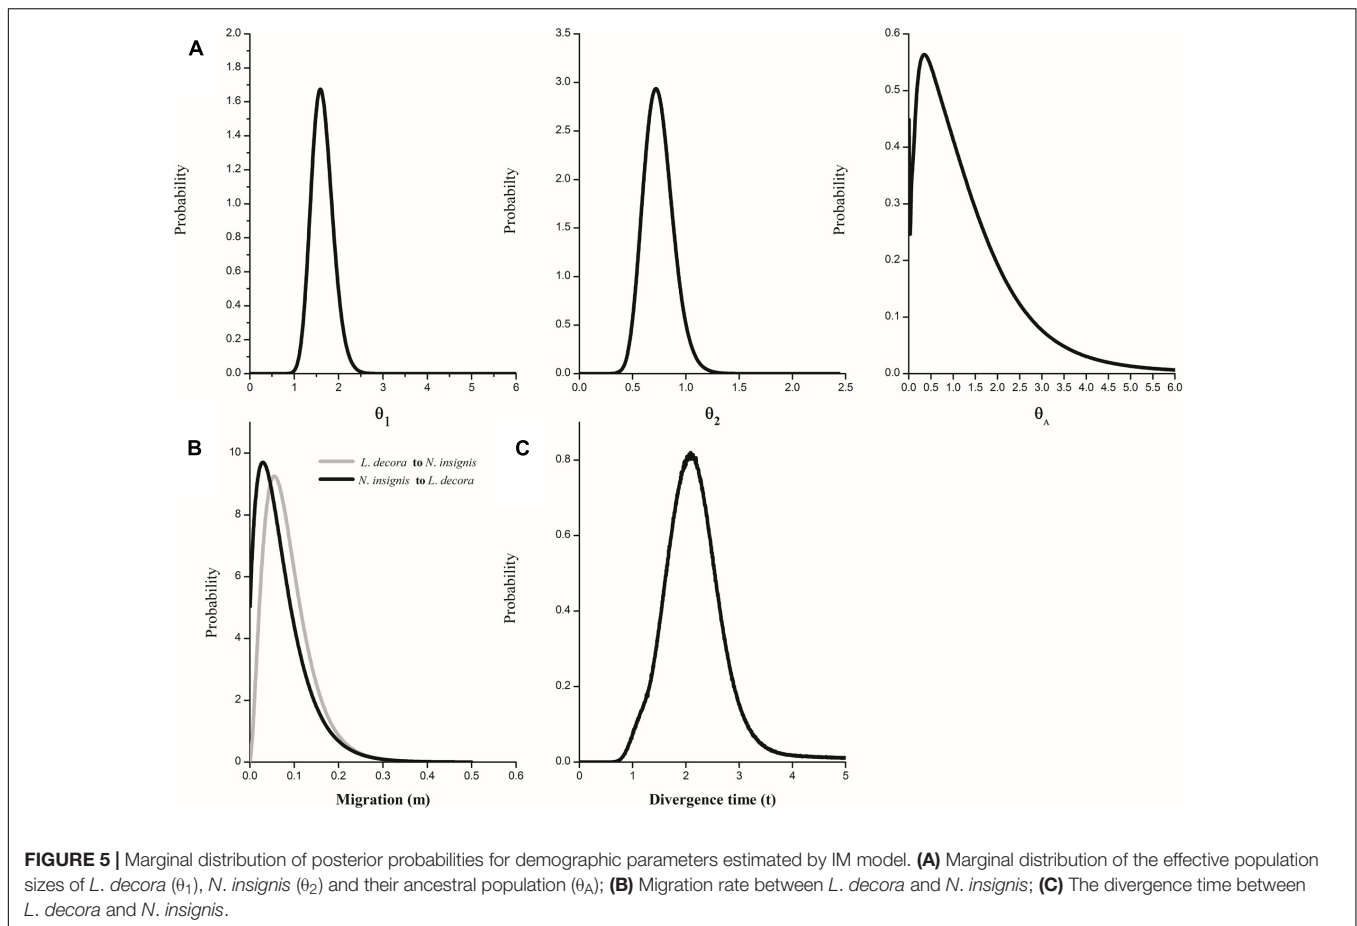 A
2.0
1.8
1.6
1.4
1.2
1.0
0.8
0.6
0.4
0.2
0.0
Probability
0 1 2 3 4 5 6
θ1
3.5
3.0
2.5
2.0
1.5
1.0
0.5
0.0
Probabilty
0.0 0.5 1.0 1.5 2.0 2.5
θ2
0.6
0.5
0.4
0.3
0.2
0.1
0.0
Probability
0.0 0.5 1.0 1.5 2.0 2.5 3.0 3.5 4.0 4.5 5.0 5.5 6.0
θA
B
10
8
6
4
2
0
Probability
L. decora to N. insignis
N. insignis to L. decora
0.0 0.1 0.2 0.3 0.4 0.5 0.6
Migration (m)
C
0.8
0.6
0.4
0.2
0.0
Probability
0 1 2 3 4 5
Divergence time (t)
FIGURE 5 | Marginal distribution of posterior probabilities for demographic parameters estimated by IM model. (A) Marginal distribution of the effective population
sizes of L. decora (θ1), N. insignis (θ2) and their ancestral population (θA); (B) Migration rate between L. decora and N. insignis; (C) The divergence time between
L. decora and N. insignis.